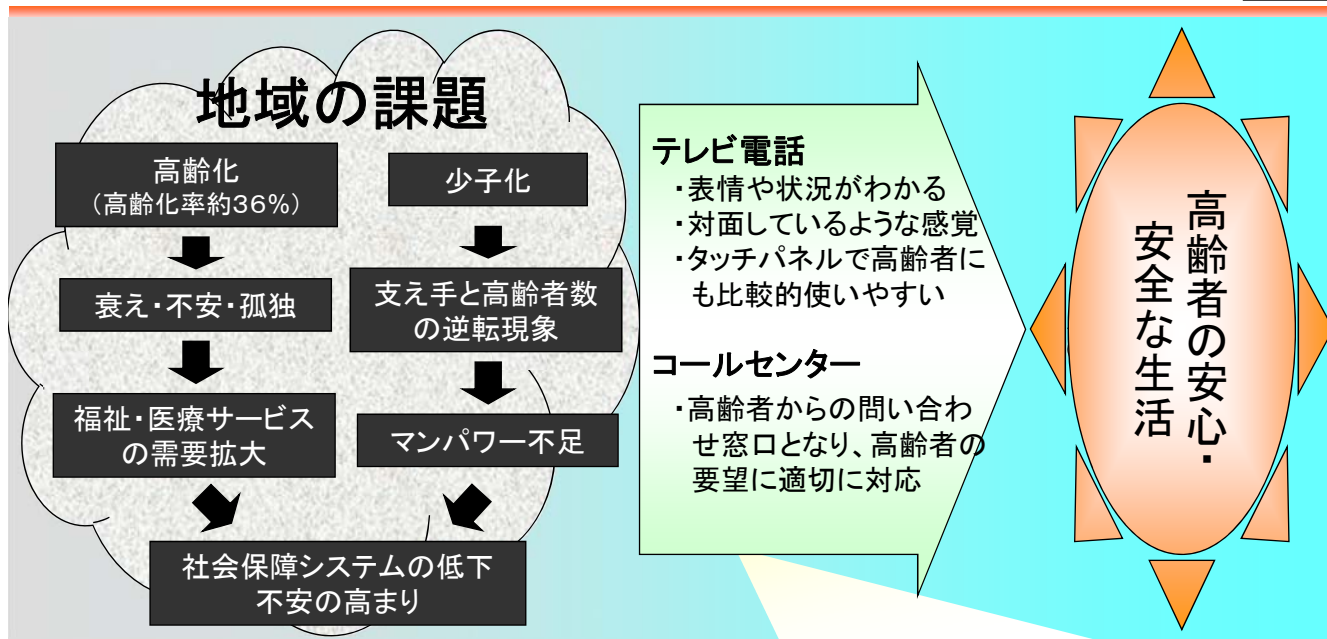 地域の課題
高齢化
（高齢化率約３６％）
衰え・不安・孤独
福祉・医療サービス
の需要拡大
少子化
支え手と高齢者数
の逆転現象
マンパワー不足
社会保障システムの低下
不安の高まり
テレビ電話
・表情や状況がわかる
・対面しているような感覚
・タッチパネルで高齢者に
も比較的使いやすい
コールセンター
・高齢者からの問い合わ
せ窓口となり、高齢者の
要望に適切に対応
高齢者の安心・
安全な生活